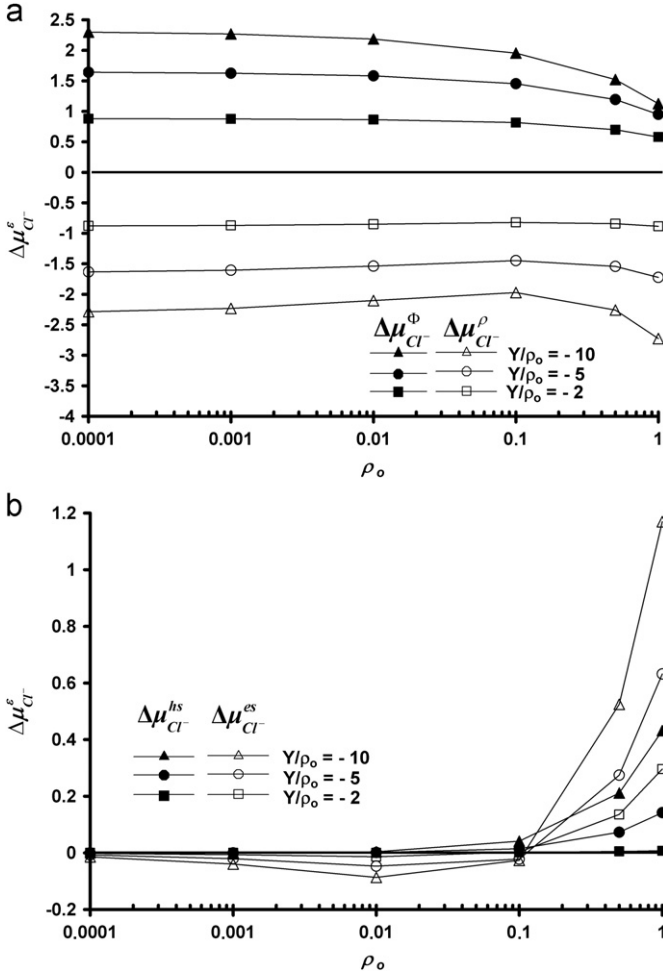 a
2.5
2
1.5
1
0.5
0
-0.5
-1
-1.5
-2
-2.5
-3
-3.5
-4
Δμ^ε_Cl⁻
Δμ^Φ_Cl⁻ Δμ^ρ_Cl⁻
Y/ρₒ = - 10
Y/ρₒ = - 5
Y/ρₒ = - 2
0.0001 0.001 0.01 0.1 1
ρₒ
b
1.2
1
0.8
0.6
0.4
0.2
0
-0.2
Δμ^ε_Cl⁻
Δμ^hs_Cl⁻ Δμ^es_Cl⁻
Y/ρₒ = - 10
Y/ρₒ = - 5
Y/ρₒ = - 2
0.0001 0.001 0.01 0.1 1
ρₒ